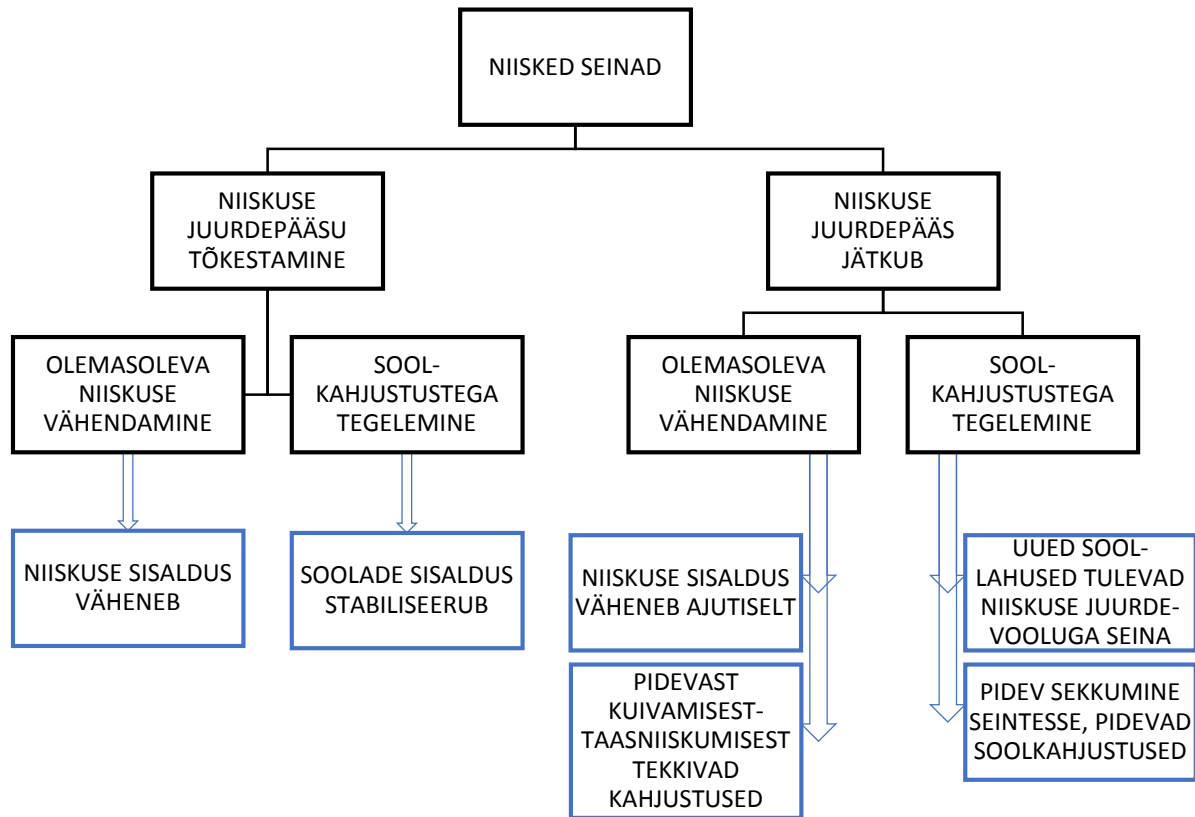 NIISKED SEINAD
NIISKUSE
JUURDEPÄÄSU
TÕKESTAMINE
NIISKUSE
JUURDEPÄÄS
JÄTKUB
OLEMASOLEVA
NIISKUSE
VÄHENDAMINE
SOOL-
KAHJUSTUSTEGA
TEGELEMINE
OLEMASOLEVA
NIISKUSE
VÄHENDAMINE
SOOL-
KAHJUSTUSTEGA
TEGELEMINE
NIISKUSE SISALDUS
VÄHENEB
SOOLADE SISALDUS
STABILISEERUB
NIISKUSE SISALDUS
VÄHENEB AJUTISELT
UUED SOOL-
LAHUSED TULEVAD
NIISKUSE JUURDE-
VOOLUGA SEINA
PIDEVAST
KUIVAMISEST-
TAASNIISKUMISEST
TEKKIVAD
KAHJUSTUSED
PIDEV SEKKUMINE
SEINTESSE, PIDEVAD
SOOLKAHJUSTUSED